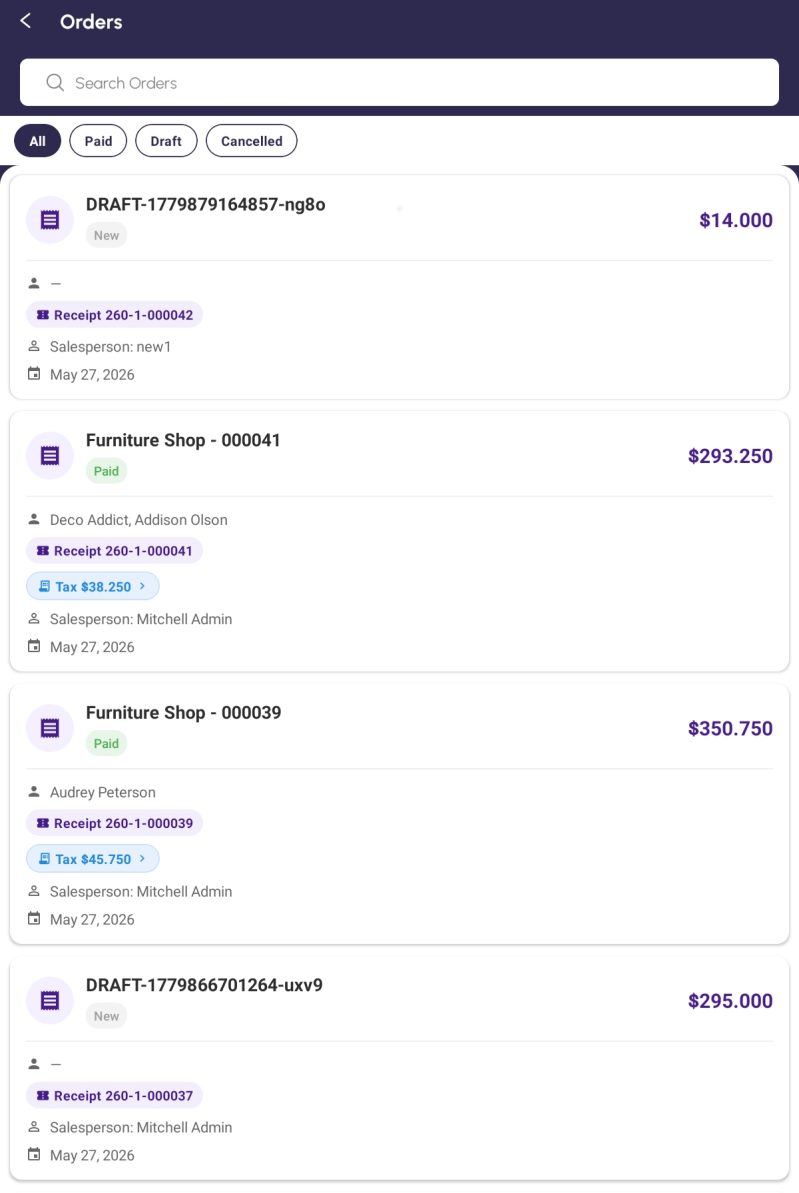 Orders
Search Orders
All Paid Draft Cancelled
DRAFT-1779879164857-ng8o
New
$14.000
—
Receipt 260-1-000042
Salesperson: new1
May 27, 2026
Furniture Shop - 000041
Paid
$293.250
Deco Addict, Addison Olson
Receipt 260-1-000041
Tax $38.250
Salesperson: Mitchell Admin
May 27, 2026
Furniture Shop - 000039
Paid
$350.750
Audrey Peterson
Receipt 260-1-000039
Tax $45.750
Salesperson: Mitchell Admin
May 27, 2026
DRAFT-1779866701264-uxv9
New
$295.000
—
Receipt 260-1-000037
Salesperson: Mitchell Admin
May 27, 2026